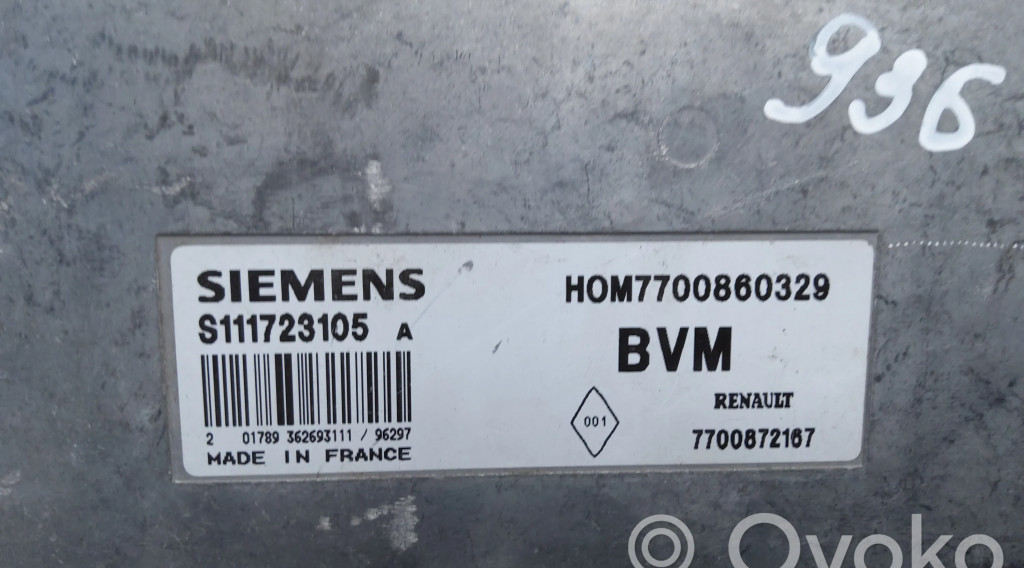 936
SIEMENS
S111723105 A
2 01789 362693111 / 96297
MADE IN FRANCE
HOM7700860329
BVM
001
RENAULT
7700872167
© Ovoko